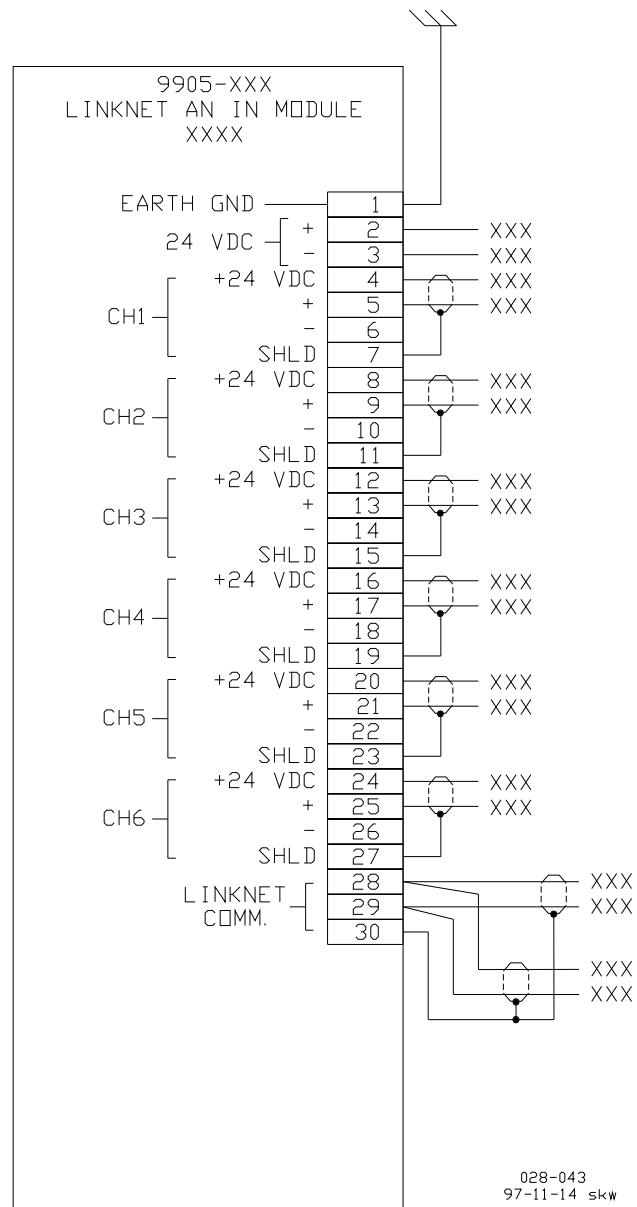 9905-XXX
LINKNET AN IN MODULE
XXXX
EARTH GND 1
24 VDC + 2 XXX
- 3 XXX
CH1 +24 VDC 4 XXX
+ 5 XXX
- 6
SHLD 7
CH2 +24 VDC 8 XXX
+ 9 XXX
- 10
SHLD 11
CH3 +24 VDC 12 XXX
+ 13 XXX
- 14
SHLD 15
CH4 +24 VDC 16 XXX
+ 17 XXX
- 18
SHLD 19
CH5 +24 VDC 20 XXX
+ 21 XXX
- 22
SHLD 23
CH6 +24 VDC 24 XXX
+ 25 XXX
- 26
SHLD 27
LINKNET 28 XXX
COMM. 29 XXX
30
XXX
XXX
028-043
97-11-14 skw